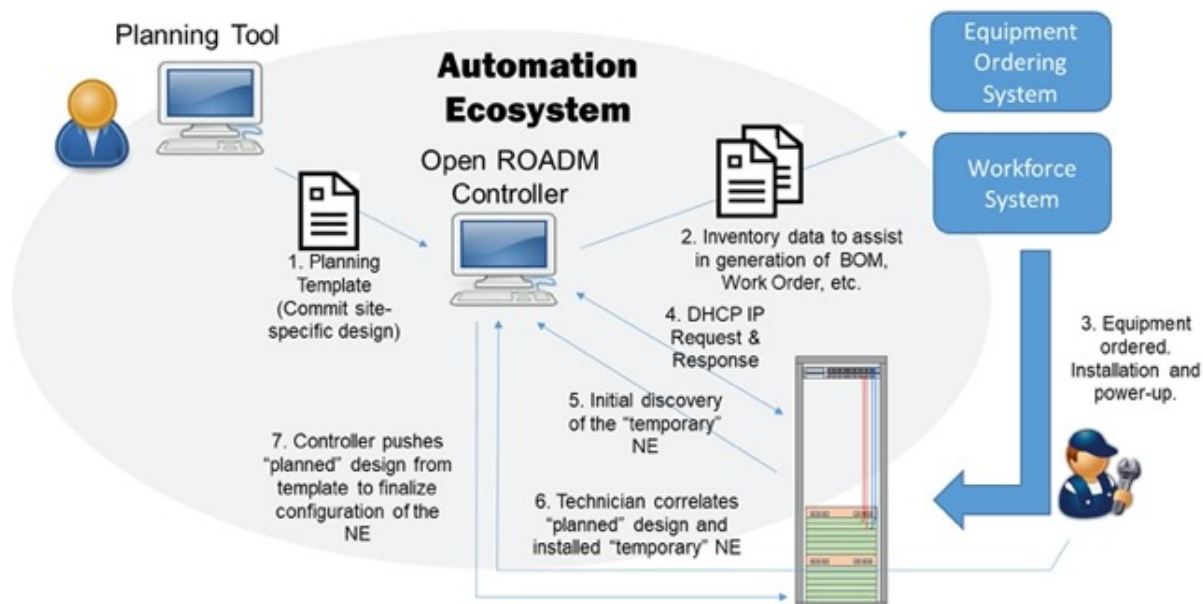 Planning Tool
Automation
Ecosystem
Open ROADM
Controller
Equipment
Ordering
System
Workforce
System
1. Planning
Template
(Commit site-
specific design)
2. Inventory data to assist
in generation of BOM,
Work Order, etc.
3. Equipment
ordered.
Installation and
power-up.
4. DHCP IP
Request &
Response
5. Initial discovery
of the “temporary”
NE
6. Technician correlates
“planned” design and
installed “temporary” NE
7. Controller pushes
“planned” design from
template to finalize
configuration of the
NE